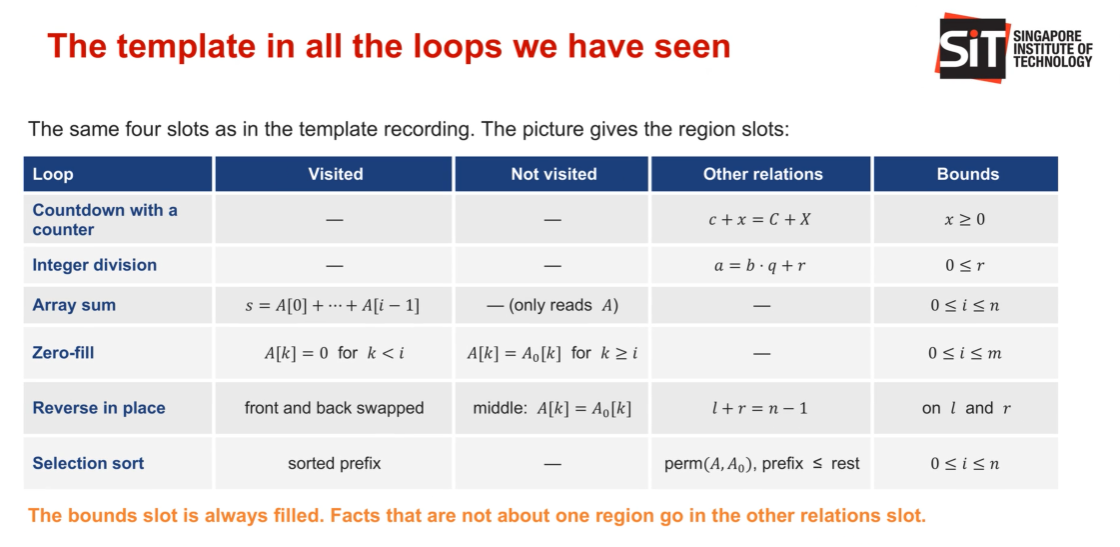 The template in all the loops we have seen
SiT SINGAPORE
INSTITUTE OF
TECHNOLOGY
The same four slots as in the template recording. The picture gives the region slots:
Loop Visited Not visited Other relations Bounds
Countdown with a
counter — — c + x = C + X x ≥ 0
Integer division — — a = b · q + r 0 ≤ r
Array sum s = A[0] + ⋯ + A[i − 1] — (only reads A) — 0 ≤ i ≤ n
Zero-fill A[k] = 0 for k < i A[k] = A₀[k] for k ≥ i — 0 ≤ i ≤ m
Reverse in place front and back swapped middle: A[k] = A₀[k] l + r = n − 1 on l and r
Selection sort sorted prefix — perm(A, A₀), prefix ≤ rest 0 ≤ i ≤ n
The bounds slot is always filled. Facts that are not about one region go in the other relations slot.